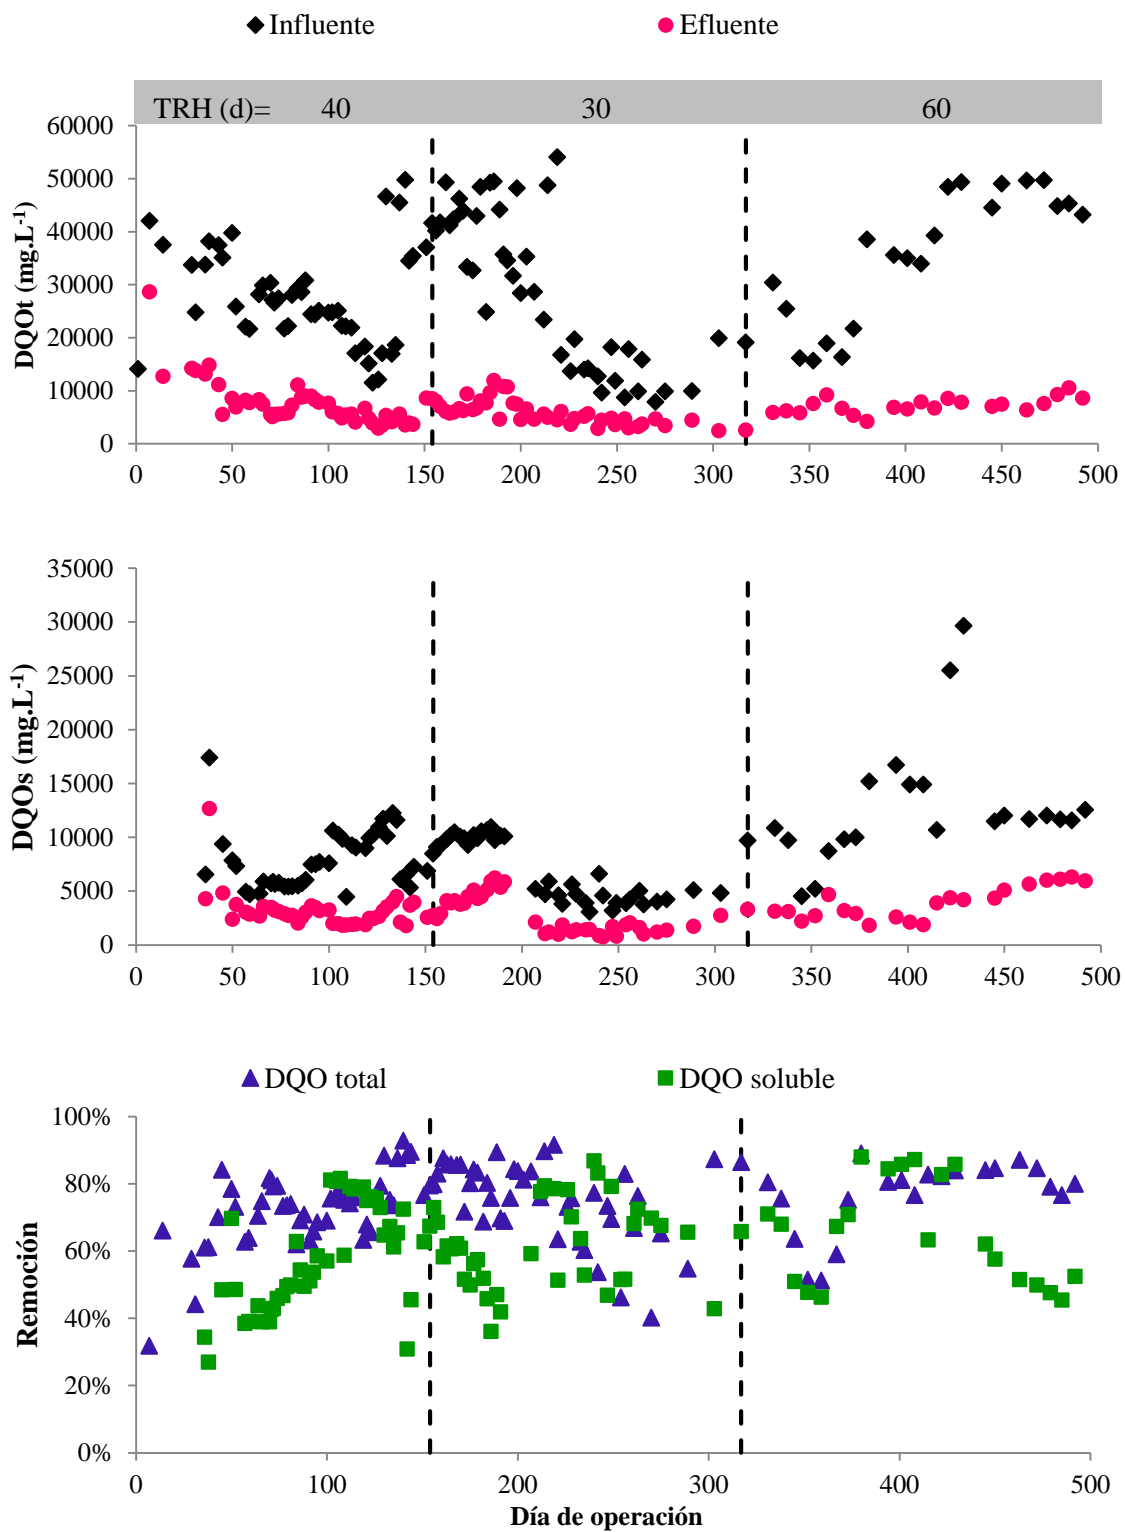 Influente Efluente
TRH (d)= 40 30 60
DQOt (mg.L-1)
60000
50000
40000
30000
20000
10000
0
0 50 100 150 200 250 300 350 400 450 500
DQOs (mg.L-1)
35000
30000
25000
20000
15000
10000
5000
0
0 50 100 150 200 250 300 350 400 450 500
DQO total DQO soluble
Remoción
100%
80%
60%
40%
20%
0%
0 100 200 300 400 500
Día de operación